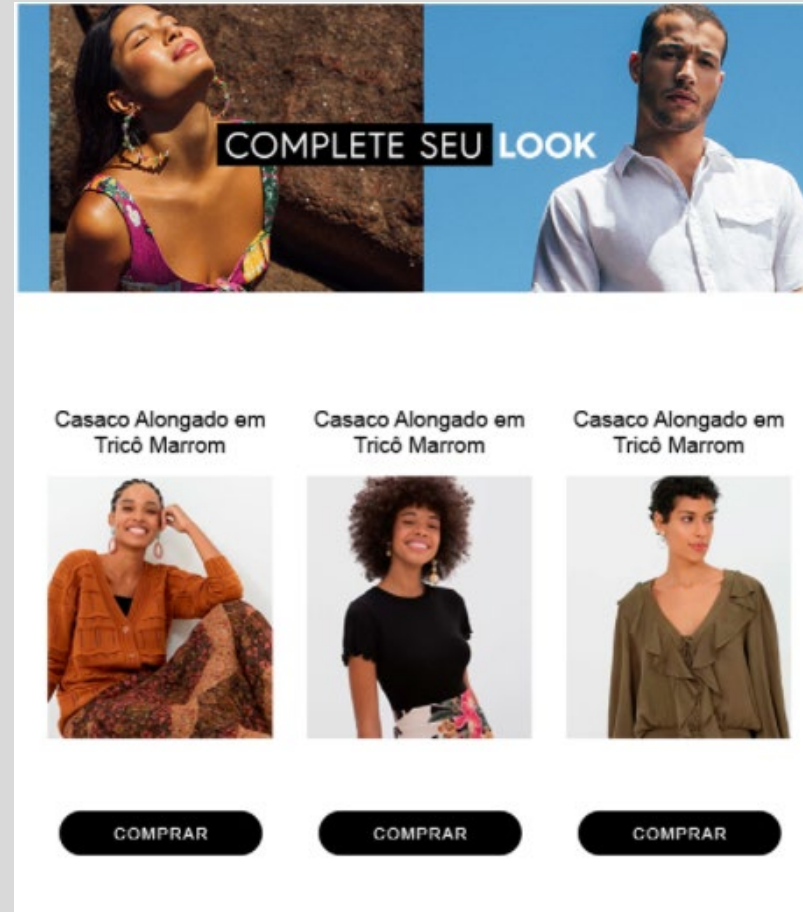 COMPLETE SEU LOOK
Casaco Alongado em
Tricô Marrom
Casaco Alongado em
Tricô Marrom
Casaco Alongado em
Tricô Marrom
COMPRAR
COMPRAR
COMPRAR